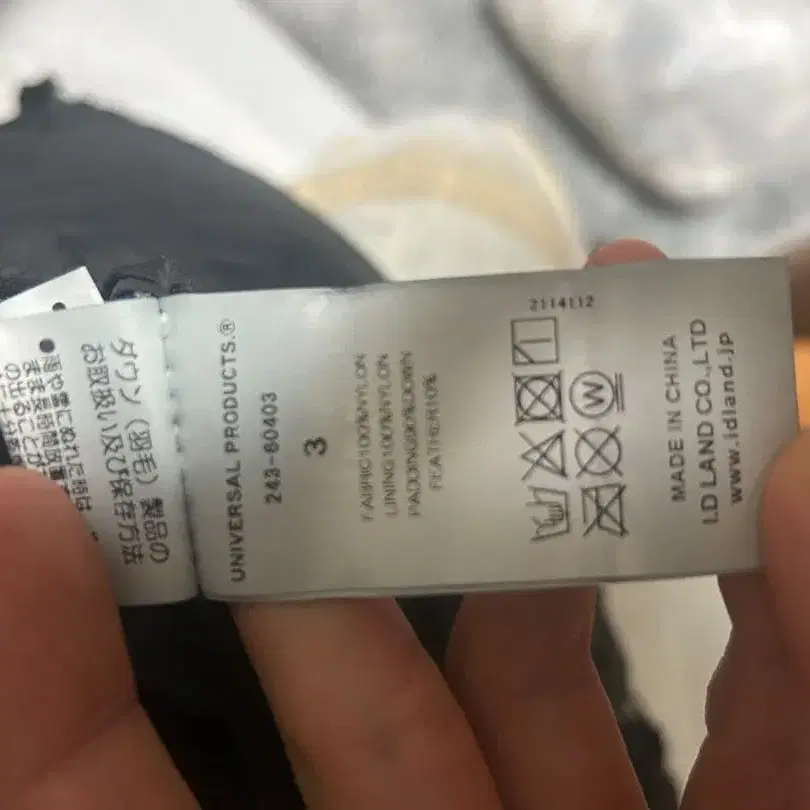 ダウン（羽毛）製品の
お取扱い及び保存方法
UNIVERSAL PRODUCTS.®
243-60403
3
FABRIC100%NYLON
LINING100%NYLON
PADDING90%DOWN
FEATHER10%
2114112
W
MADE IN CHINA
I.D LAND CO.,LTD
www.idland.jp